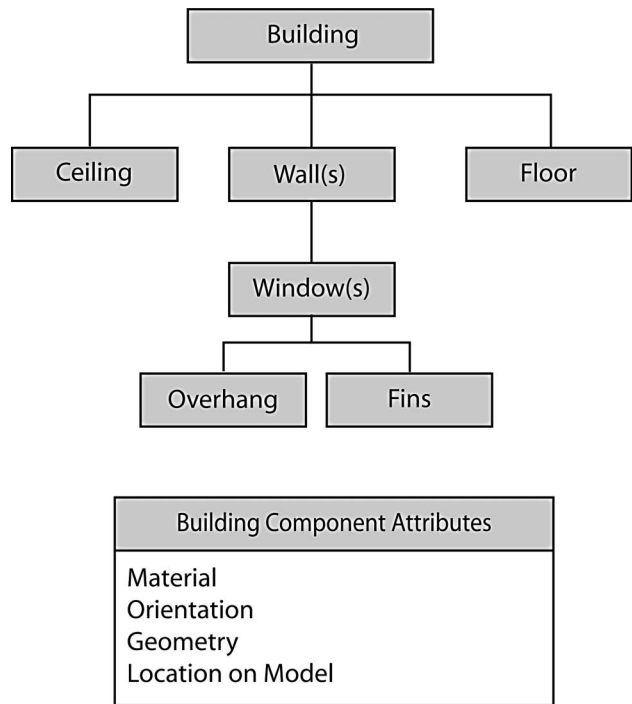 Building
Ceiling
Wall(s)
Floor
Window(s)
Overhang
Fins
Building Component Attributes
Material
Orientation
Geometry
Location on Model